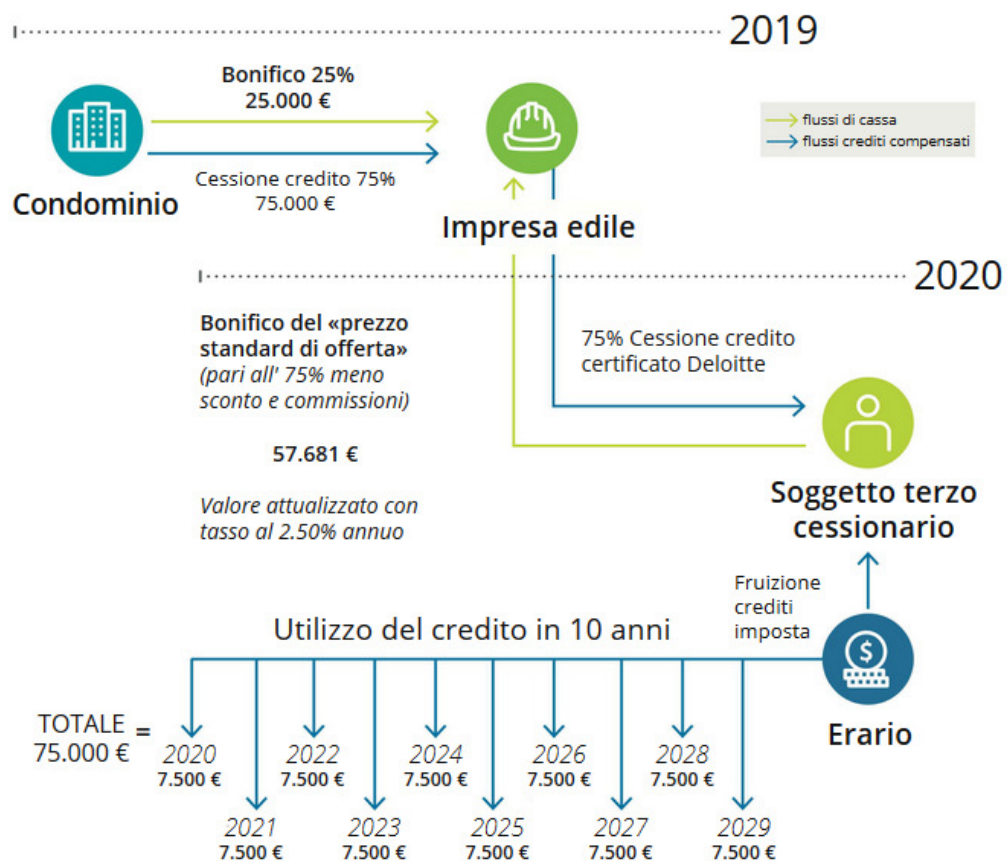 2019
Bonifico 25%
25.000 €
flussi di cassa
flussi crediti compensati
Cessione credito 75%
75.000 €
Condominio
Impresa edile
2020
Bonifico del «prezzo
standard di offerta»
(pari all' 75% meno
sconto e commissioni)
57.681 €
Valore attualizzato con
tasso al 2.50% annuo
75% Cessione credito
certificato Deloitte
Soggetto terzo
cessionario
Fruizione
crediti
imposta
Utilizzo del credito in 10 anni
$
Erario
TOTALE =
75.000 €
2020
7.500 €
2021
7.500 €
2022
7.500 €
2023
7.500 €
2024
7.500 €
2025
7.500 €
2026
7.500 €
2027
7.500 €
2028
7.500 €
2029
7.500 €